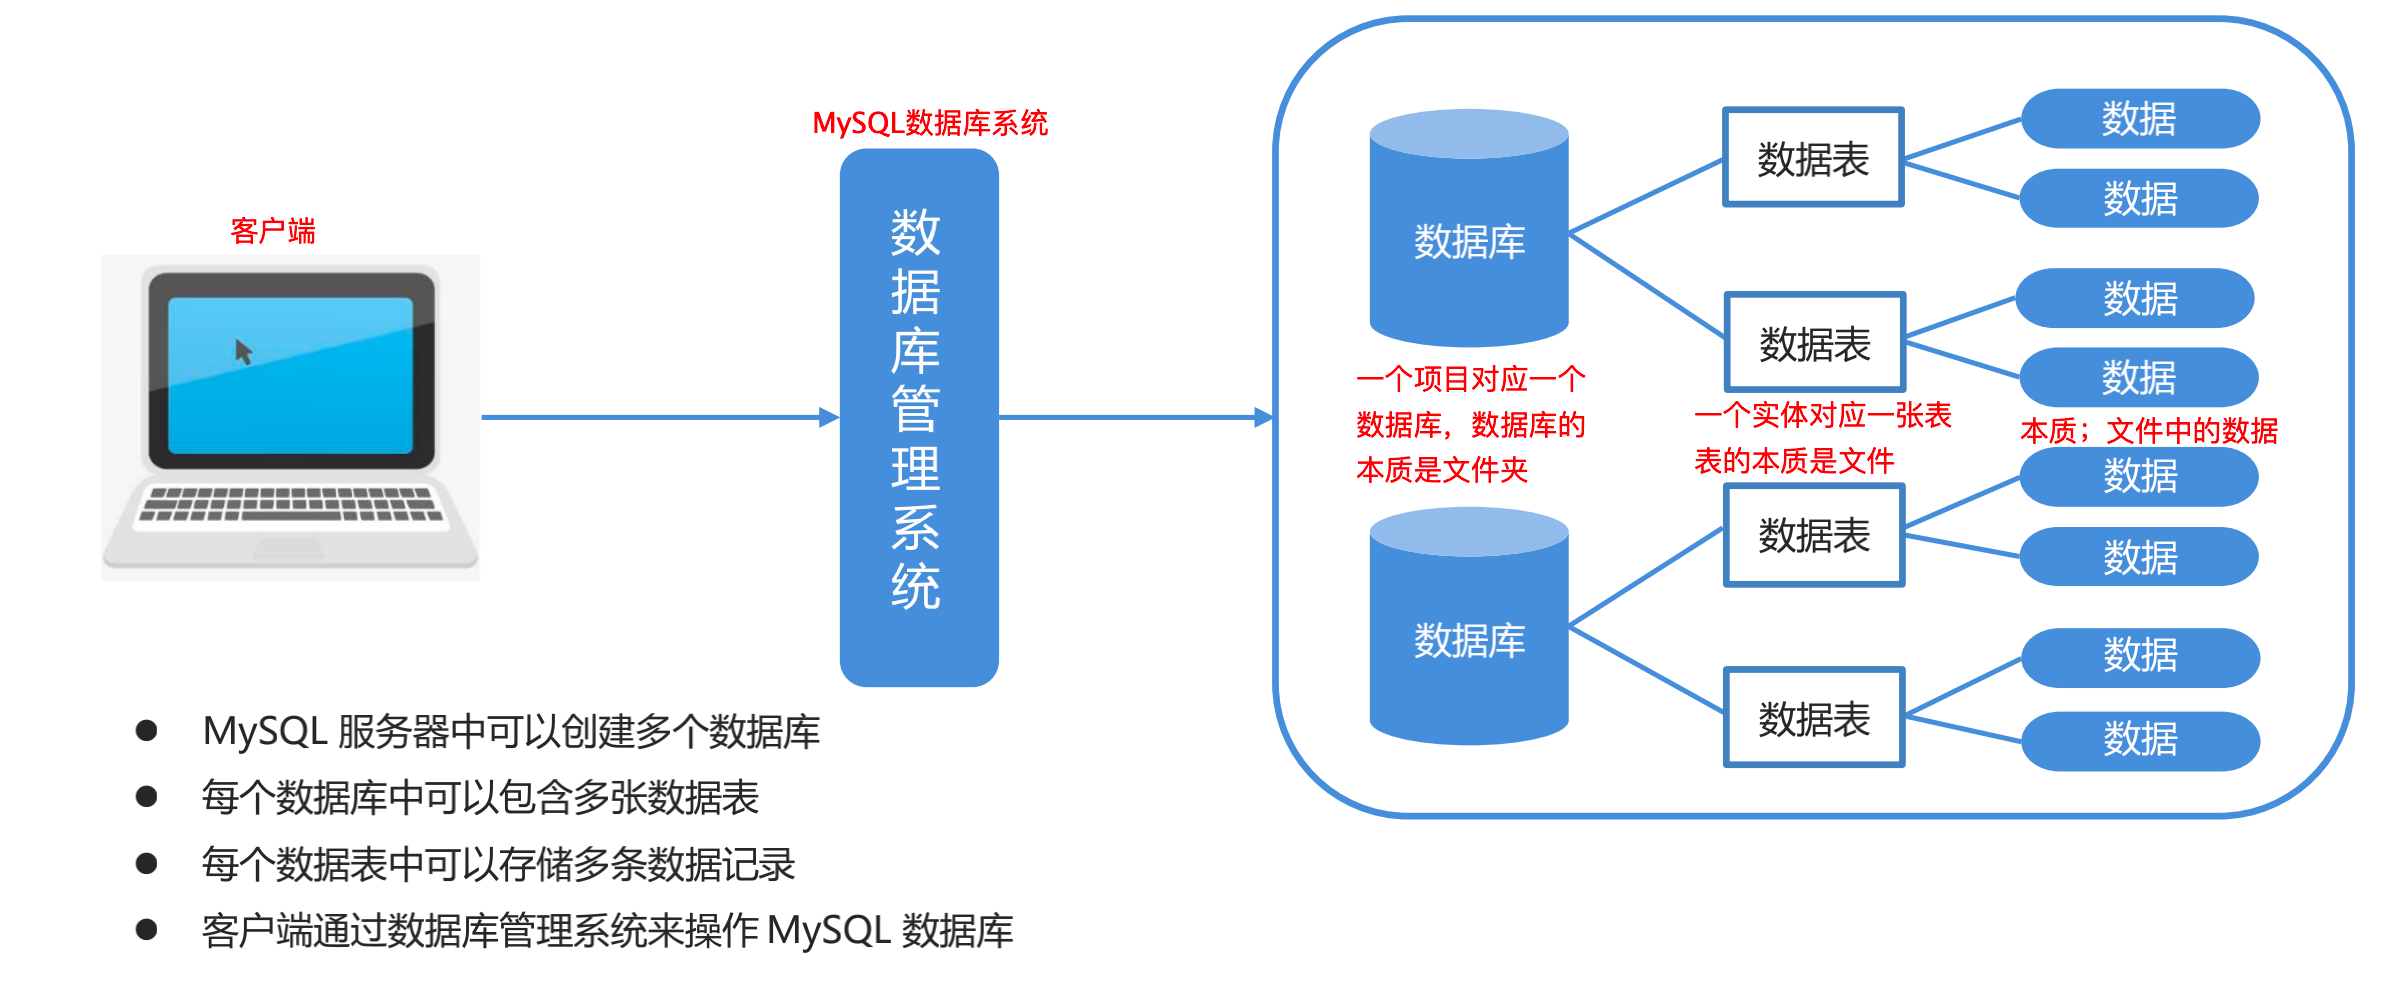 客户端
MySQL数据库系统
数
据
库
管
理
系
统
数据库
数据表
数据
数据
数据表
数据
数据
一个项目对应一个
数据库，数据库的
本质是文件夹
一个实体对应一张表
表的本质是文件
本质；文件中的数据
数据库
数据表
数据
数据
数据表
数据
数据
● MySQL 服务器中可以创建多个数据库
● 每个数据库中可以包含多张数据表
● 每个数据表中可以存储多条数据记录
● 客户端通过数据库管理系统来操作 MySQL 数据库